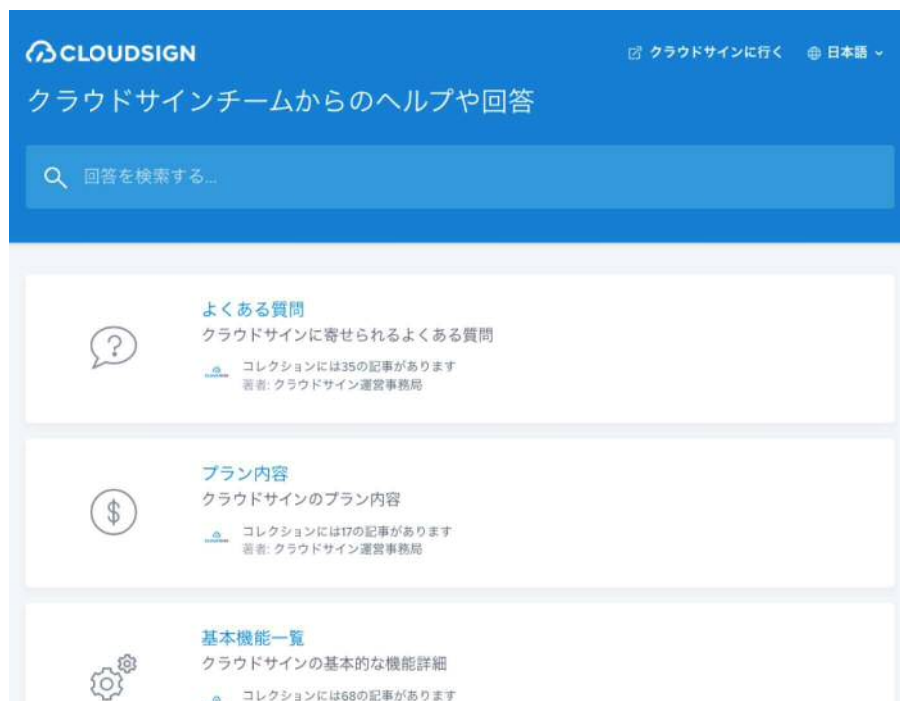 CLOUDSIGN
クラウドサインに行く 日本語
クラウドサインチームからのヘルプや回答
回答を検索する...
よくある質問
クラウドサインに寄せられるよくある質問
コレクションには35の記事があります
著者: クラウドサイン運営事務局
プラン内容
クラウドサインのプラン内容
コレクションには17の記事があります
著者: クラウドサイン運営事務局
基本機能一覧
クラウドサインの基本的な機能詳細
コレクションには68の記事があります